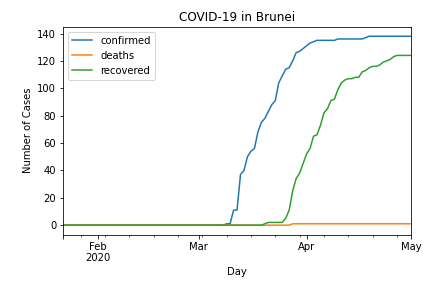 COVID-19 in Brunei
confirmed
deaths
recovered
Number of Cases
140
120
100
80
60
40
20
0
Feb
2020
Mar
Apr
May
Day